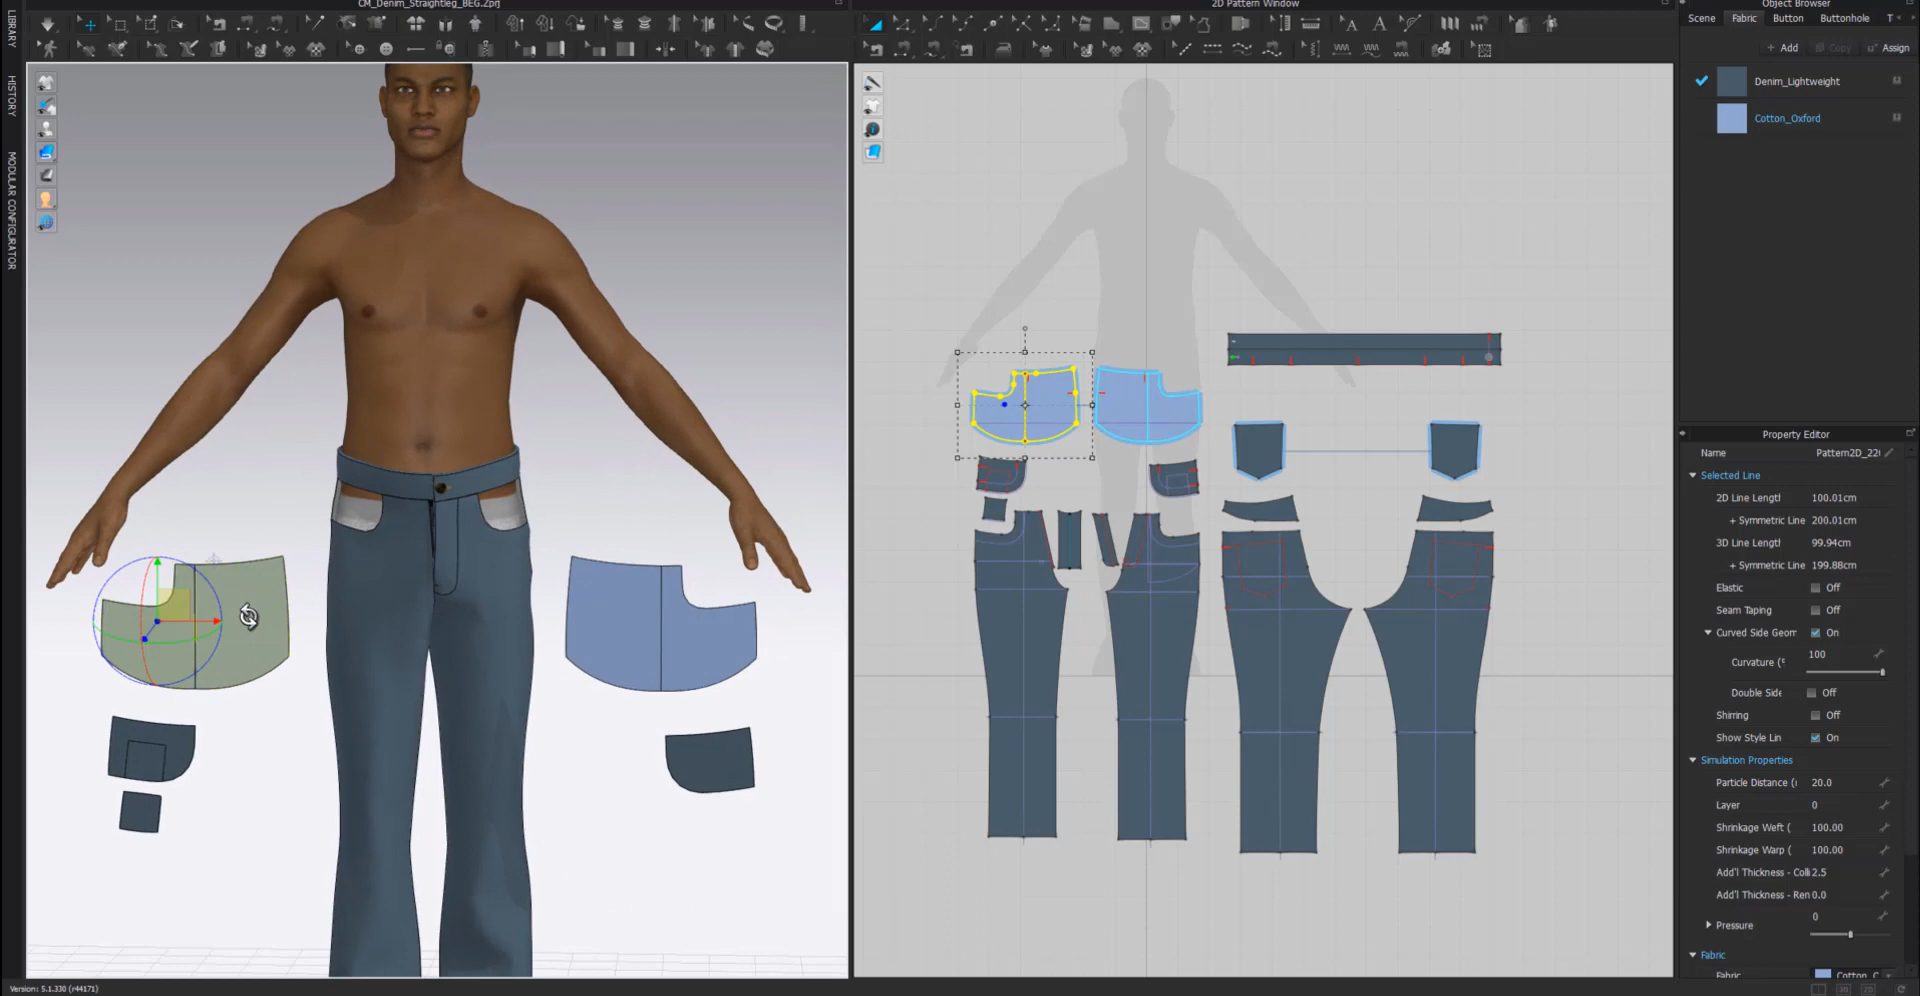 CM_Denim_Straightleg_BEG.Zprj
2D Pattern Window
Object Browser
LIBRARY
HISTORY
MODULAR CONFIGURATOR
Scene
Fabric
Button
Buttonhole
T
+ Add
Copy
Assign
Denim_Lightweight
Cotton_Oxford
Property Editor
Name
Pattern2D_22
Selected Line
2D Line Length
100.01cm
+ Symmetric Line
200.01cm
3D Line Lengtl
99.94cm
+ Symmetric Line
199.88cm
Elastic
Off
Seam Taping
Off
Curved Side Geom
On
Curvature (
100
Double Side
Off
Shirring
Off
Show Style Lin
On
Simulation Properties
Particle Distance (
20.0
Layer
0
Shrinkage Weft (
100.00
Shrinkage Warp (
100.00
Add'l Thickness - Colli
2.5
Add'l Thickness - Ren
0.0
Pressure
0
Fabric
Fabric
Cotton_C
Version: 5.1.330 (r44171)
3D
2D